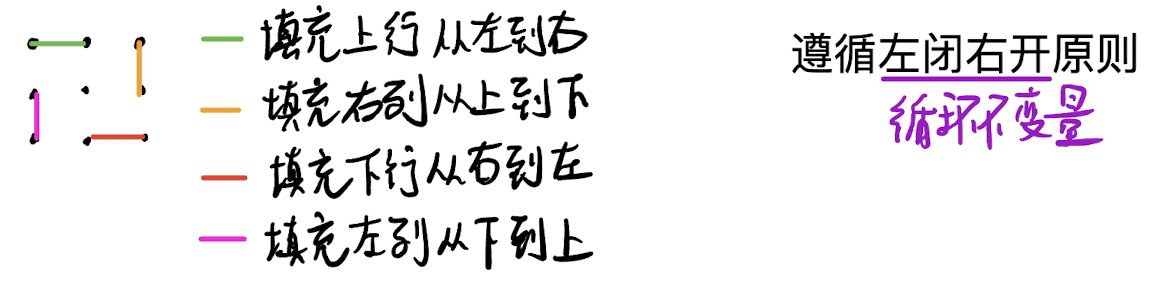 填充上行从左到右
填充右列从上到下
填充下行从右到左
填充左列从下到上
遵循左闭右开原则
循环不变量